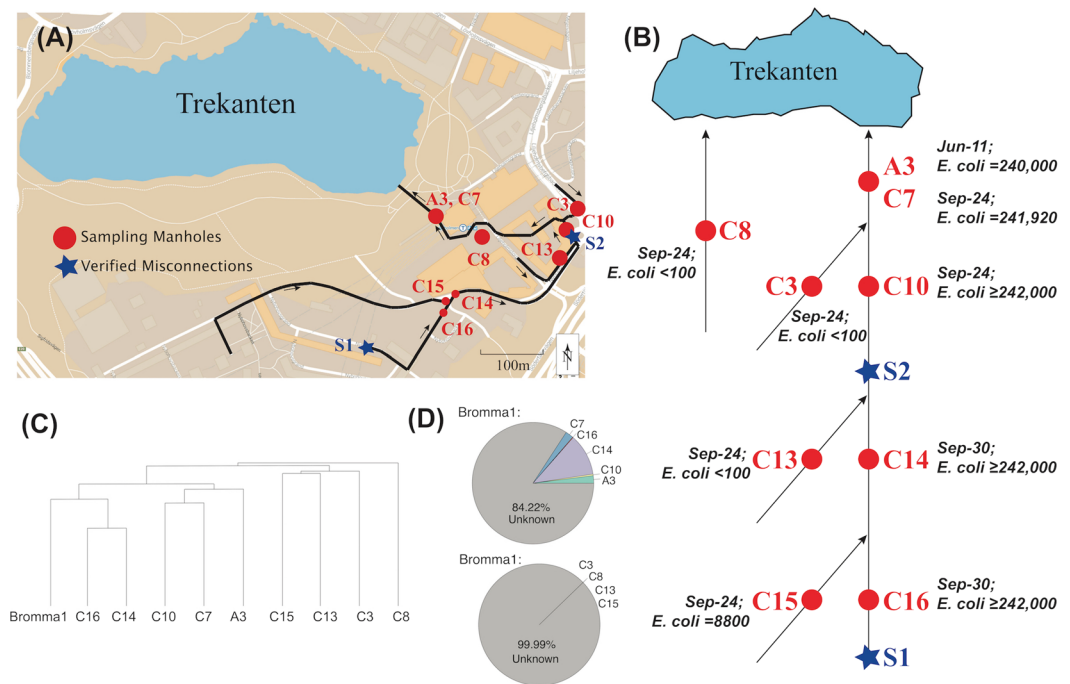 (A)
Trekanten
A3, C7
C3
C10
S2
C8
C13
C15
C14
C16
S1
Sampling Manholes
Verified Misconnections
100m
N
(B)
Trekanten
Jun-11;
E. coli =240,000
A3
C7
Sep-24;
E. coli =241,920
C8
Sep-24;
E. coli <100
C3
Sep-24;
E. coli <100
C10
Sep-24;
E. coli ≥242,000
S2
C13
Sep-24;
E. coli <100
C14
Sep-30;
E. coli ≥242,000
C15
Sep-24;
E. coli =8800
C16
Sep-30;
E. coli ≥242,000
S1
(C)
Bromma1 C16 C14 C10 C7 A3 C15 C13 C3 C8
(D)
Bromma1:
C7
C16
C14
C10
A3
84.22%
Unknown
Bromma1:
C3
C8
C13
C15
99.99%
Unknown